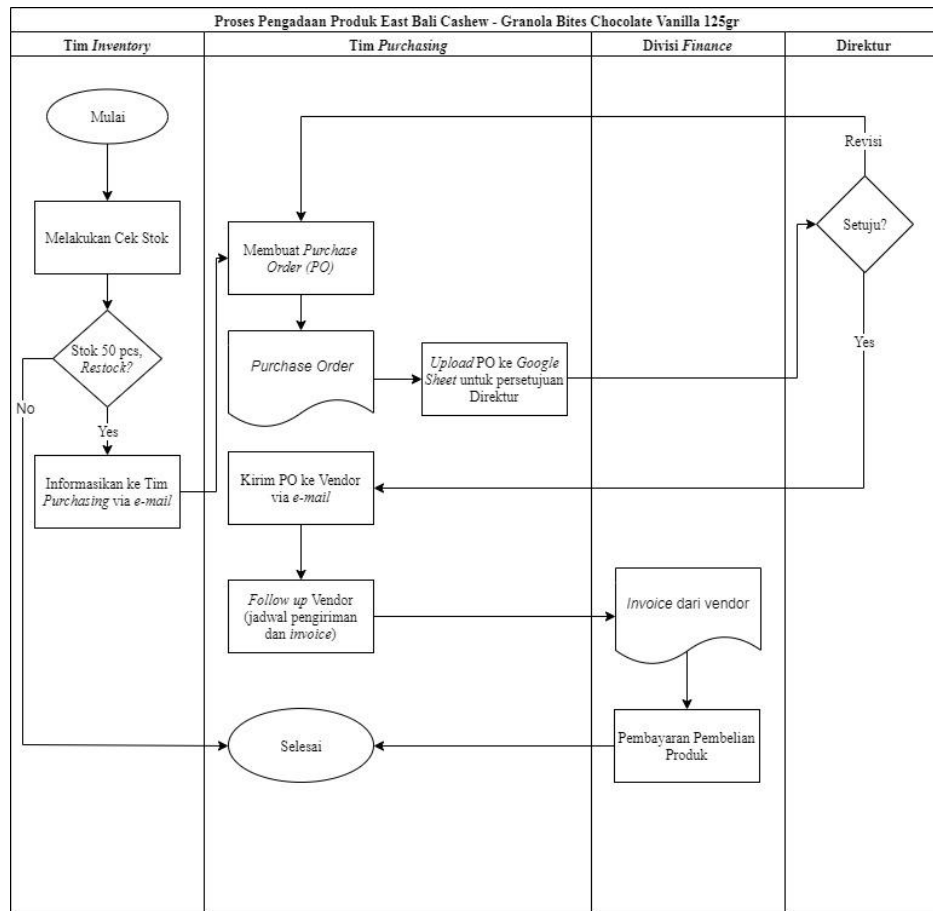 Proses Pengadaan Produk East Bali Cashew - Granola Bites Chocolate Vanilla 125gr
Tim Inventory
Tim Purchasing
Divisi Finance
Direktur
Mulai
Revisi
Melakukan Cek Stok
Membuat Purchase
Order (PO)
Setuju?
Stok 50 pcs,
Restock?
Purchase Order
Upload PO ke Google
Sheet untuk persetujuan
Direktur
Yes
No
Yes
Informasikan ke Tim
Purchasing via e-mail
Kirim PO ke Vendor
via e-mail
Follow up Vendor
(jadwal pengiriman
dan invoice)
Invoice dari vendor
Selesai
Pembayaran Pembelian
Produk